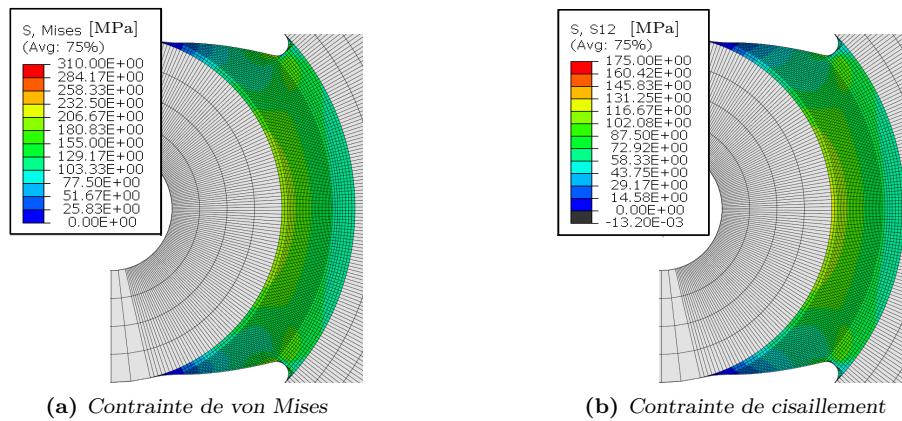 S, Mises [MPa]
(Avg: 75%)
310.00E+00
284.17E+00
258.33E+00
232.50E+00
206.67E+00
180.83E+00
155.00E+00
129.17E+00
103.33E+00
77.50E+00
51.67E+00
25.83E+00
0.00E+00
(a) Contrainte de von Mises
S, S12 [MPa]
(Avg: 75%)
175.00E+00
160.42E+00
145.83E+00
131.25E+00
116.67E+00
102.08E+00
87.50E+00
72.92E+00
58.33E+00
43.75E+00
29.17E+00
14.58E+00
0.00E+00
-13.20E-03
(b) Contrainte de cisaillement